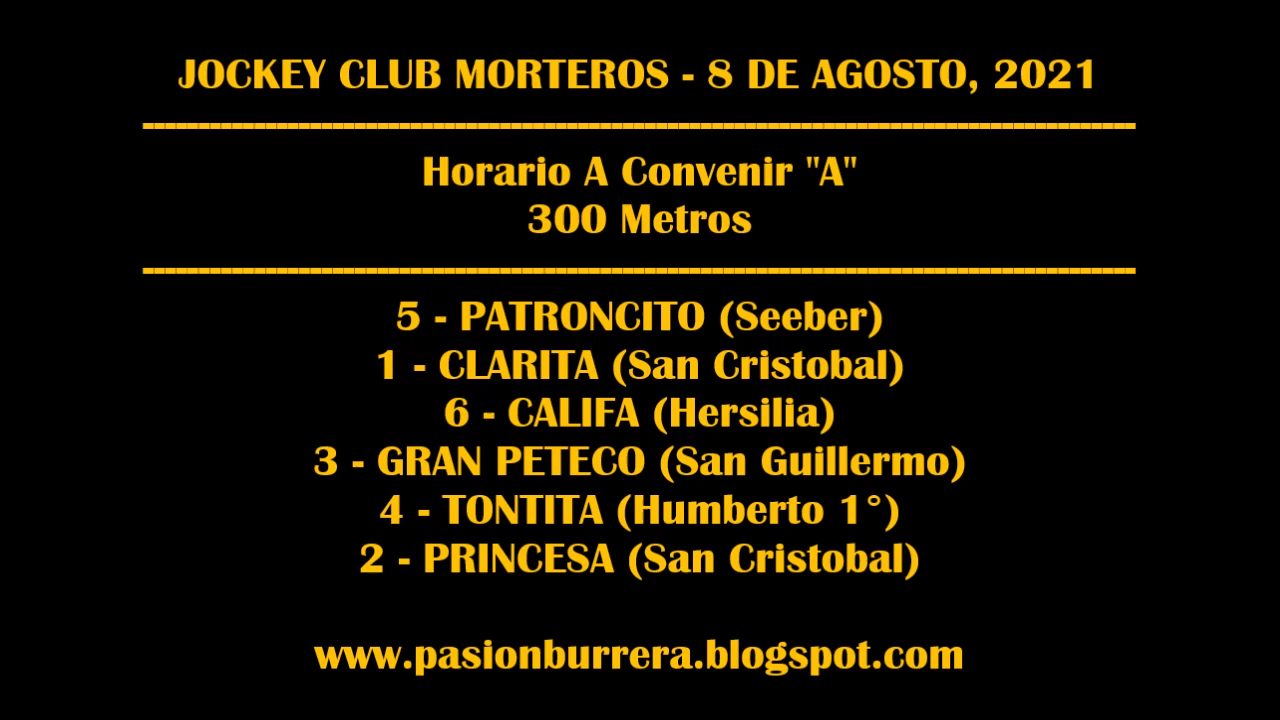 JOCKEY CLUB MORTEROS - 8 DE AGOSTO, 2021
Horario A Convenir "A"
300 Metros
5 - PATRONCITO (Seeber)
1 - CLARITA (San Cristobal)
6 - CALIFA (Hersilia)
3 - GRAN PETECO (San Guillermo)
4 - TONTITA (Humberto 1°)
2 - PRINCESA (San Cristobal)
www.pasionburrera.blogspot.com